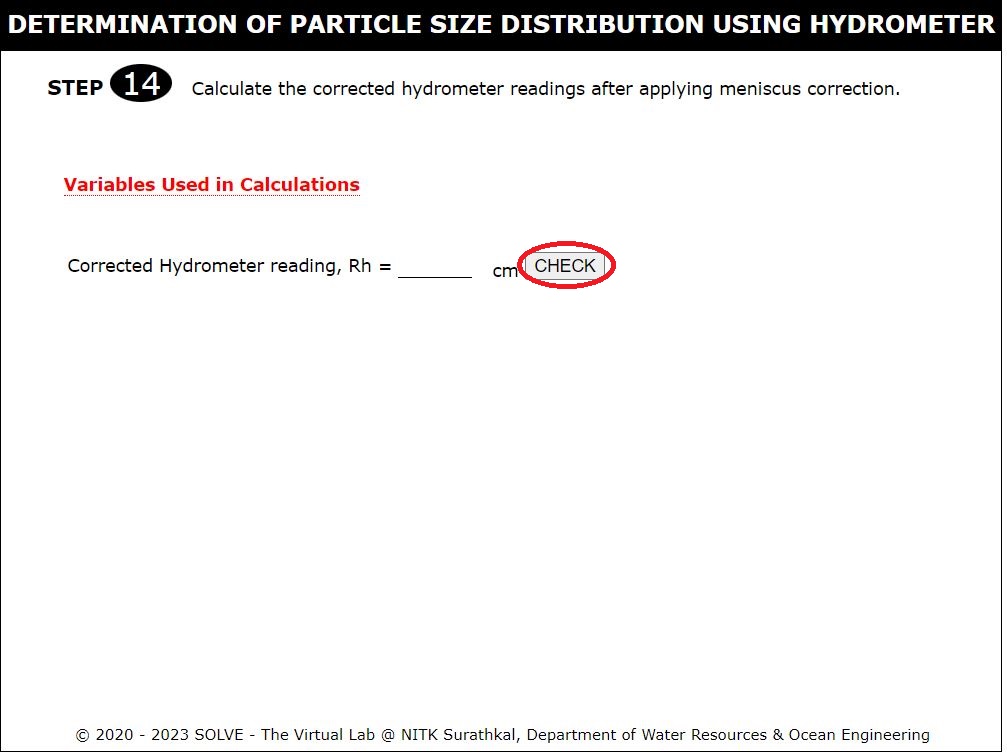 DETERMINATION OF PARTICLE SIZE DISTRIBUTION USING HYDROMETER
STEP 14 Calculate the corrected hydrometer readings after applying meniscus correction.
Variables Used in Calculations
Corrected Hydrometer reading, Rh = _______ cm CHECK
© 2020 - 2023 SOLVE - The Virtual Lab @ NITK Surathkal, Department of Water Resources & Ocean Engineering